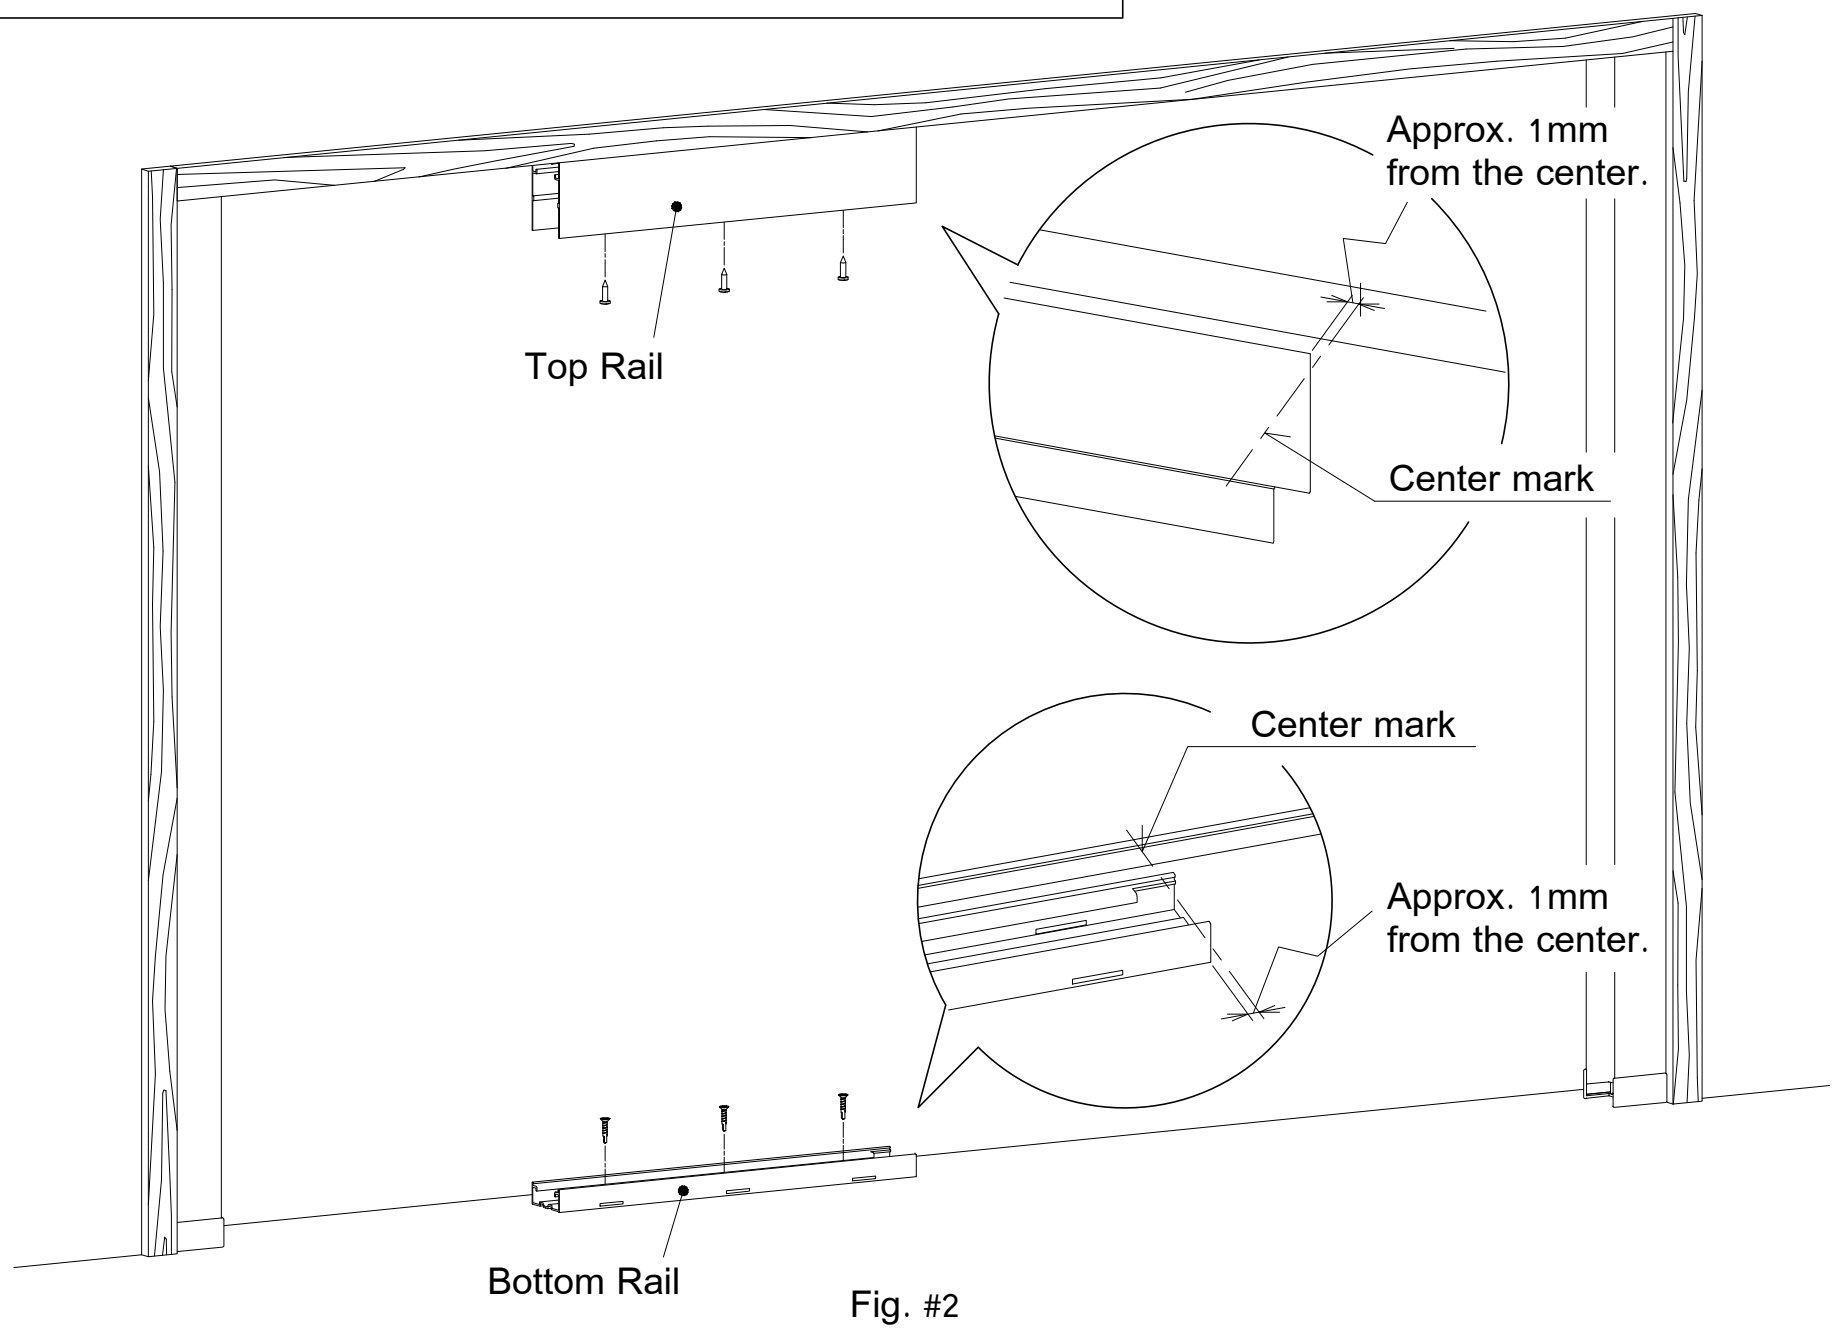 Approx. 1mm
from the center.
Top Rail
Center mark
Center mark
Approx. 1mm
from the center.
Bottom Rail
Fig. #2